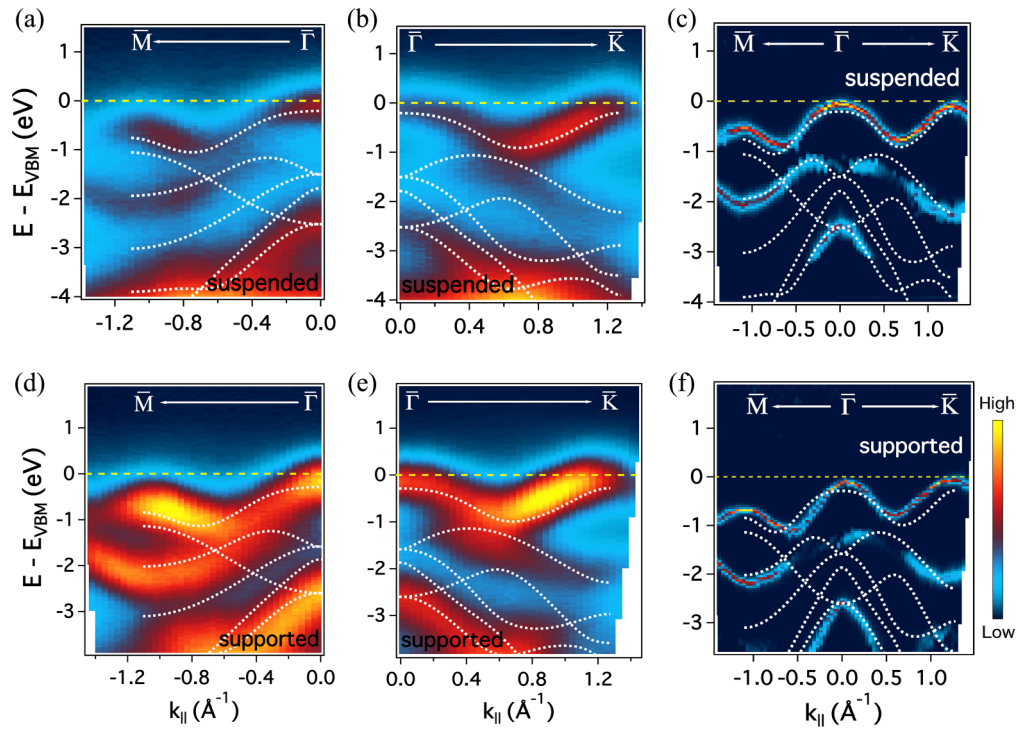 (a)
M̅ Γ̅
1
0
-1
-2
-3
-4
E - E_VBM (eV)
suspended
-1.2 -0.8 -0.4 0.0
(b)
Γ̅ K̅
1
0
-1
-2
-3
-4
suspended
0.0 0.4 0.8 1.2
(c)
M̅ Γ̅ K̅
suspended
1
0
-1
-2
-3
-4
-1.0 -0.5 0.0 0.5 1.0
(d)
M̅ Γ̅
1
0
-1
-2
-3
E - E_VBM (eV)
supported
-1.2 -0.8 -0.4 0.0
k_|| (Å⁻¹)
(e)
Γ̅ K̅
1
0
-1
-2
-3
supported
0.0 0.4 0.8 1.2
k_|| (Å⁻¹)
(f)
M̅ Γ̅ K̅
supported
1
0
-1
-2
-3
-1.0 -0.5 0.0 0.5 1.0
k_|| (Å⁻¹)
High
Low